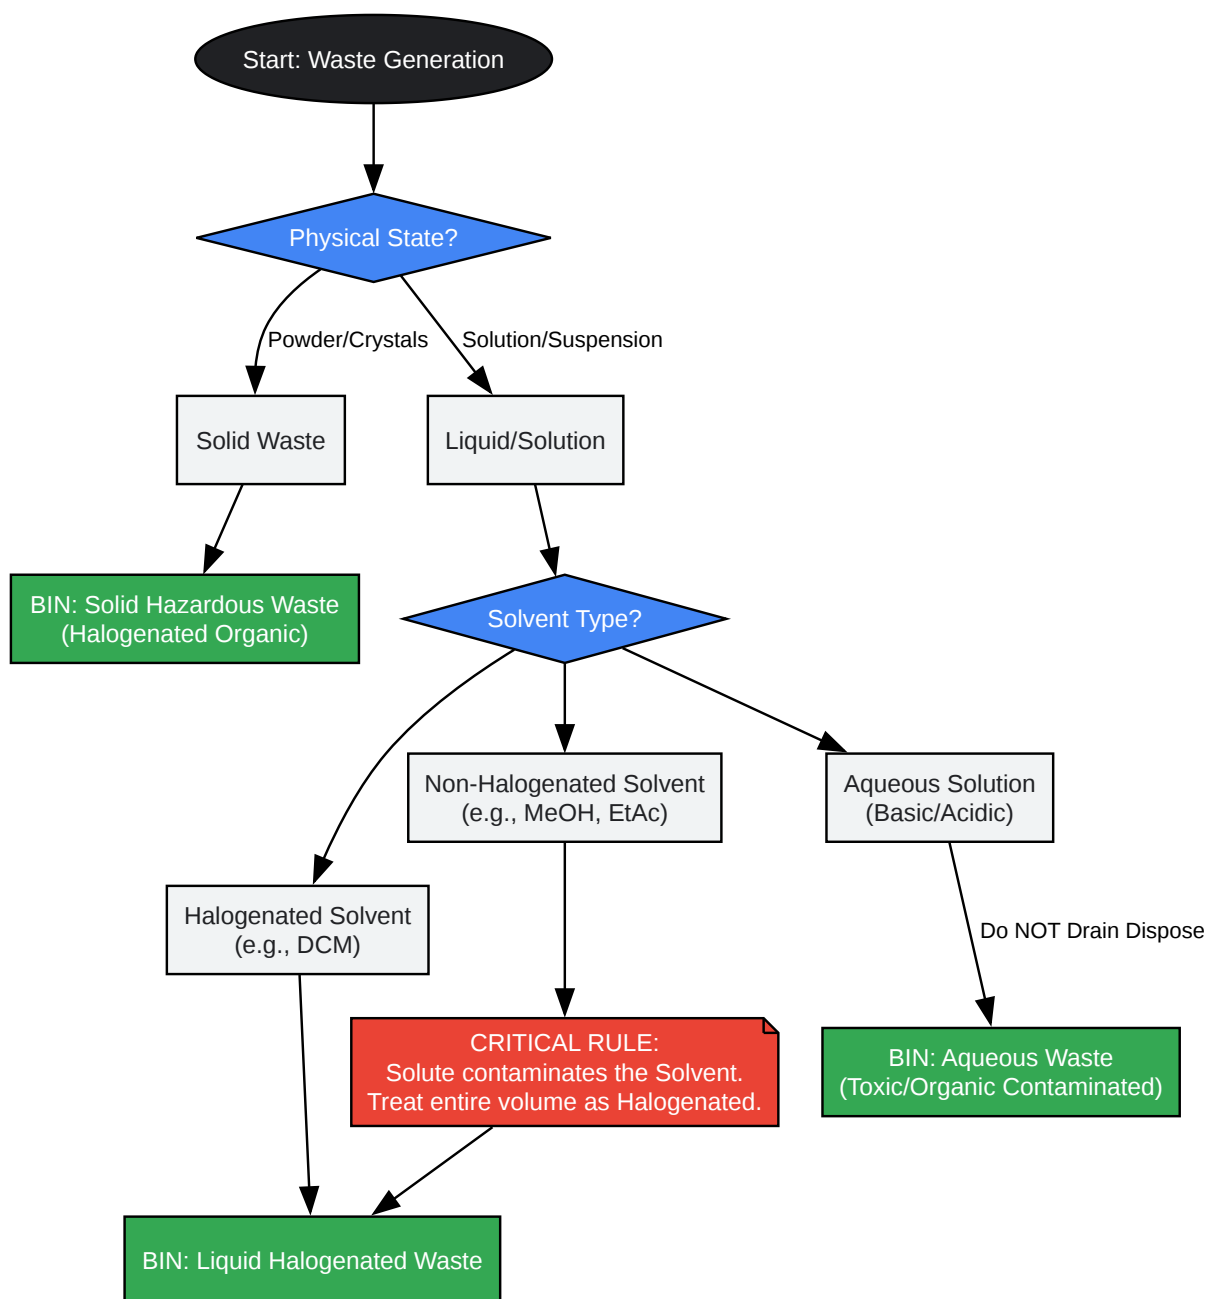 Start: Waste Generation
Physical State?
Powder/Crystals
Solution/Suspension
Solid Waste
Liquid/Solution
BIN: Solid Hazardous Waste
(Halogenated Organic)
Solvent Type?
Non-Halogenated Solvent
(e.g., MeOH, EtAc)
Aqueous Solution
(Basic/Acidic)
Halogenated Solvent
(e.g., DCM)
Do NOT Drain Dispose
CRITICAL RULE:
Solute contaminates the Solvent.
Treat entire volume as Halogenated.
BIN: Aqueous Waste
(Toxic/Organic Contaminated)
BIN: Liquid Halogenated Waste